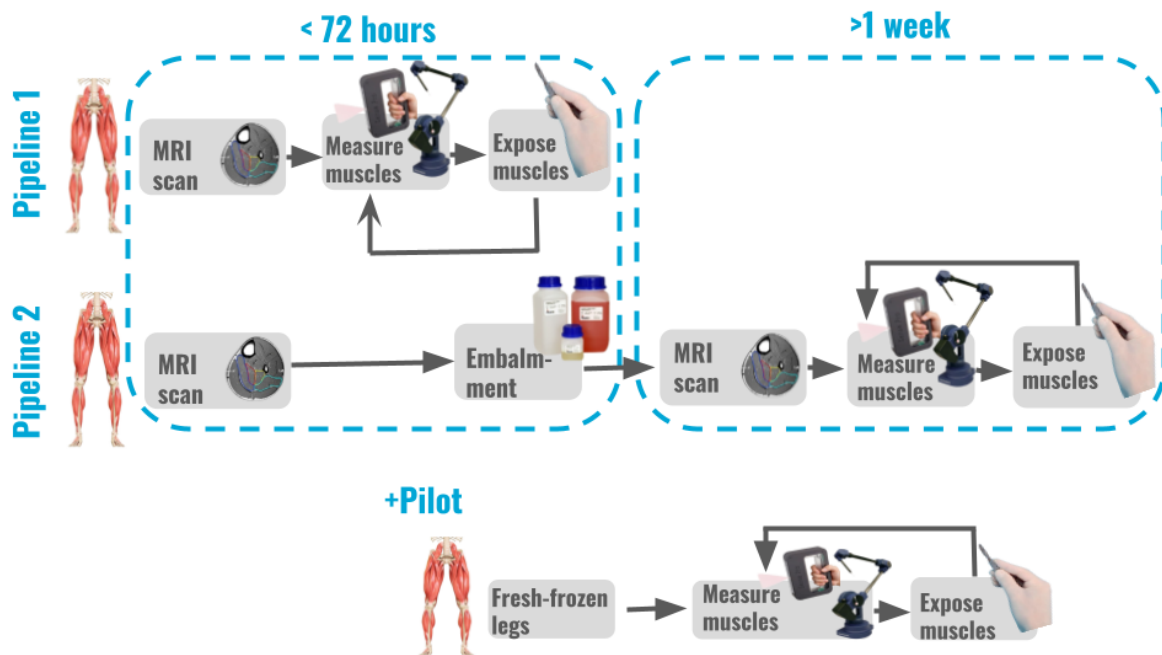 < 72 hours
>1 week
Pipeline 1
MRI
scan
Measure
muscles
Expose
muscles
Pipeline 2
MRI
scan
Embalm-
ment
MRI
scan
Measure
muscles
Expose
muscles
+Pilot
Fresh-frozen
legs
Measure
muscles
Expose
muscles